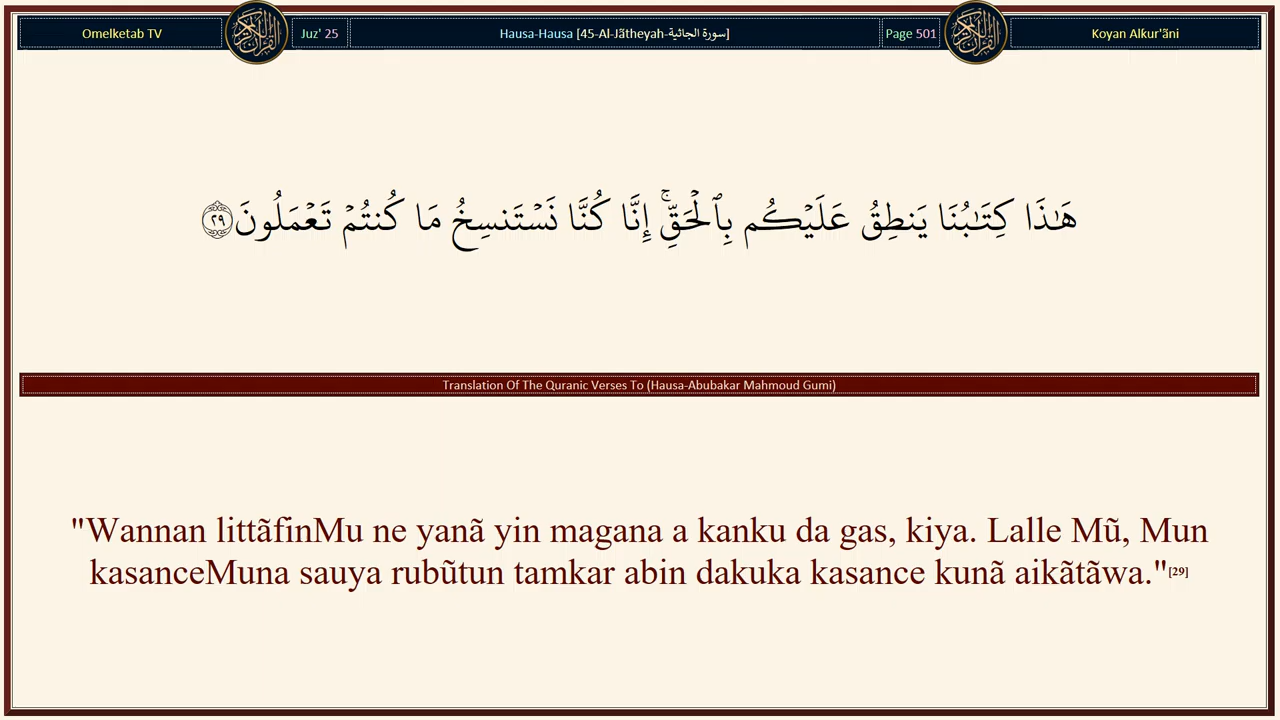 Omelketab TV
Juz' 25
Hausa-Hausa [45-Al-Jãtheyah-سورة الجاثية]
Page 501
Koyan Alƙur'ãni
هَـٰذَا كِتَـٰبُنَا يَنطِقُ عَلَيْكُم بِٱلْحَقِّ ۚ إِنَّا كُنَّا نَسْتَنسِخُ مَا كُنتُمْ تَعْمَلُونَ ٢٩
Translation Of The Quranic Verses To (Hausa-Abubakar Mahmoud Gumi)
"Wannan littãfinMu ne yanã yin magana a kanku da gas, kiya. Lalle Mũ, Mun
kasanceMuna sauya rubũtun tamkar abin dakuka kasance kunã aikãtãwa."[29]